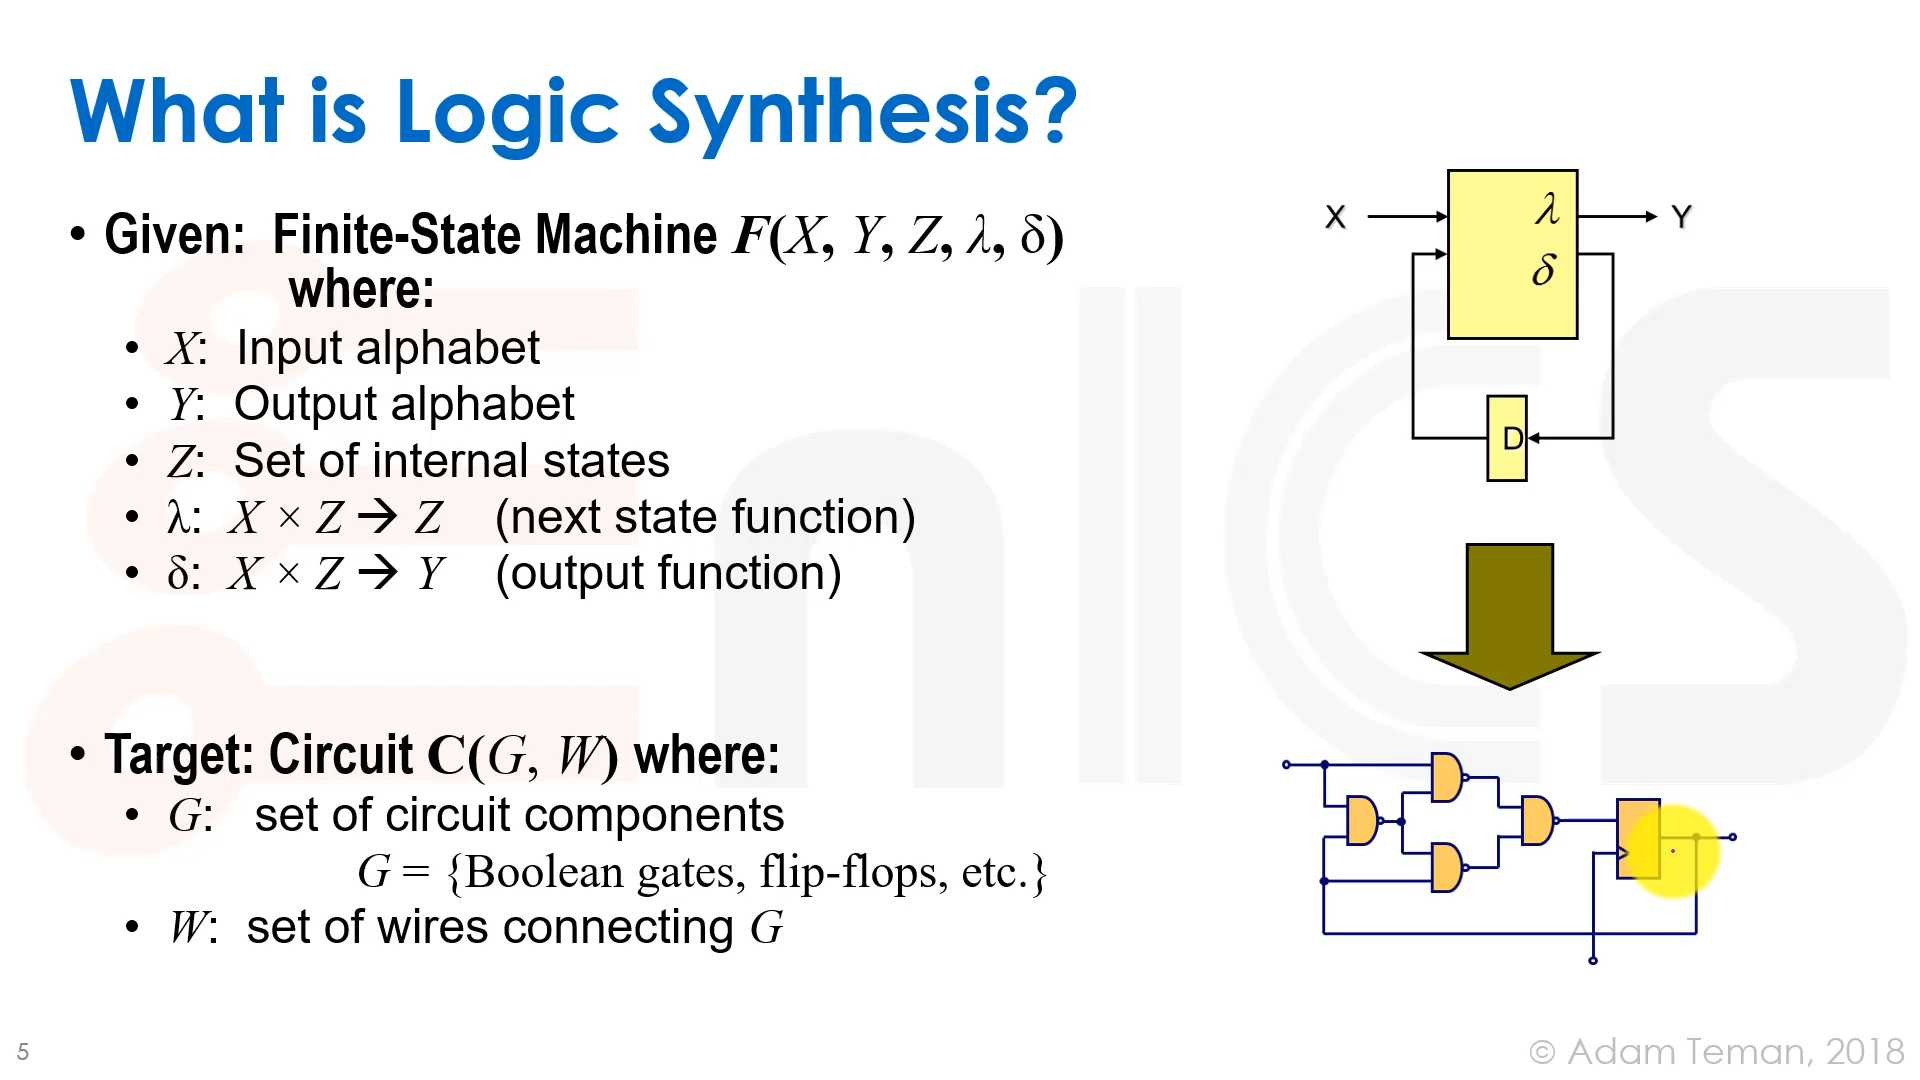 What is Logic Synthesis?
• Given: Finite-State Machine F(X, Y, Z, λ, δ)
where:
• X: Input alphabet
• Y: Output alphabet
• Z: Set of internal states
• λ: X × Z → Z (next state function)
• δ: X × Z → Y (output function)
• Target: Circuit C(G, W) where:
• G: set of circuit components
G = {Boolean gates, flip-flops, etc.}
• W: set of wires connecting G
X
λ
Y
δ
D
enICS
5
© Adam Teman, 2018